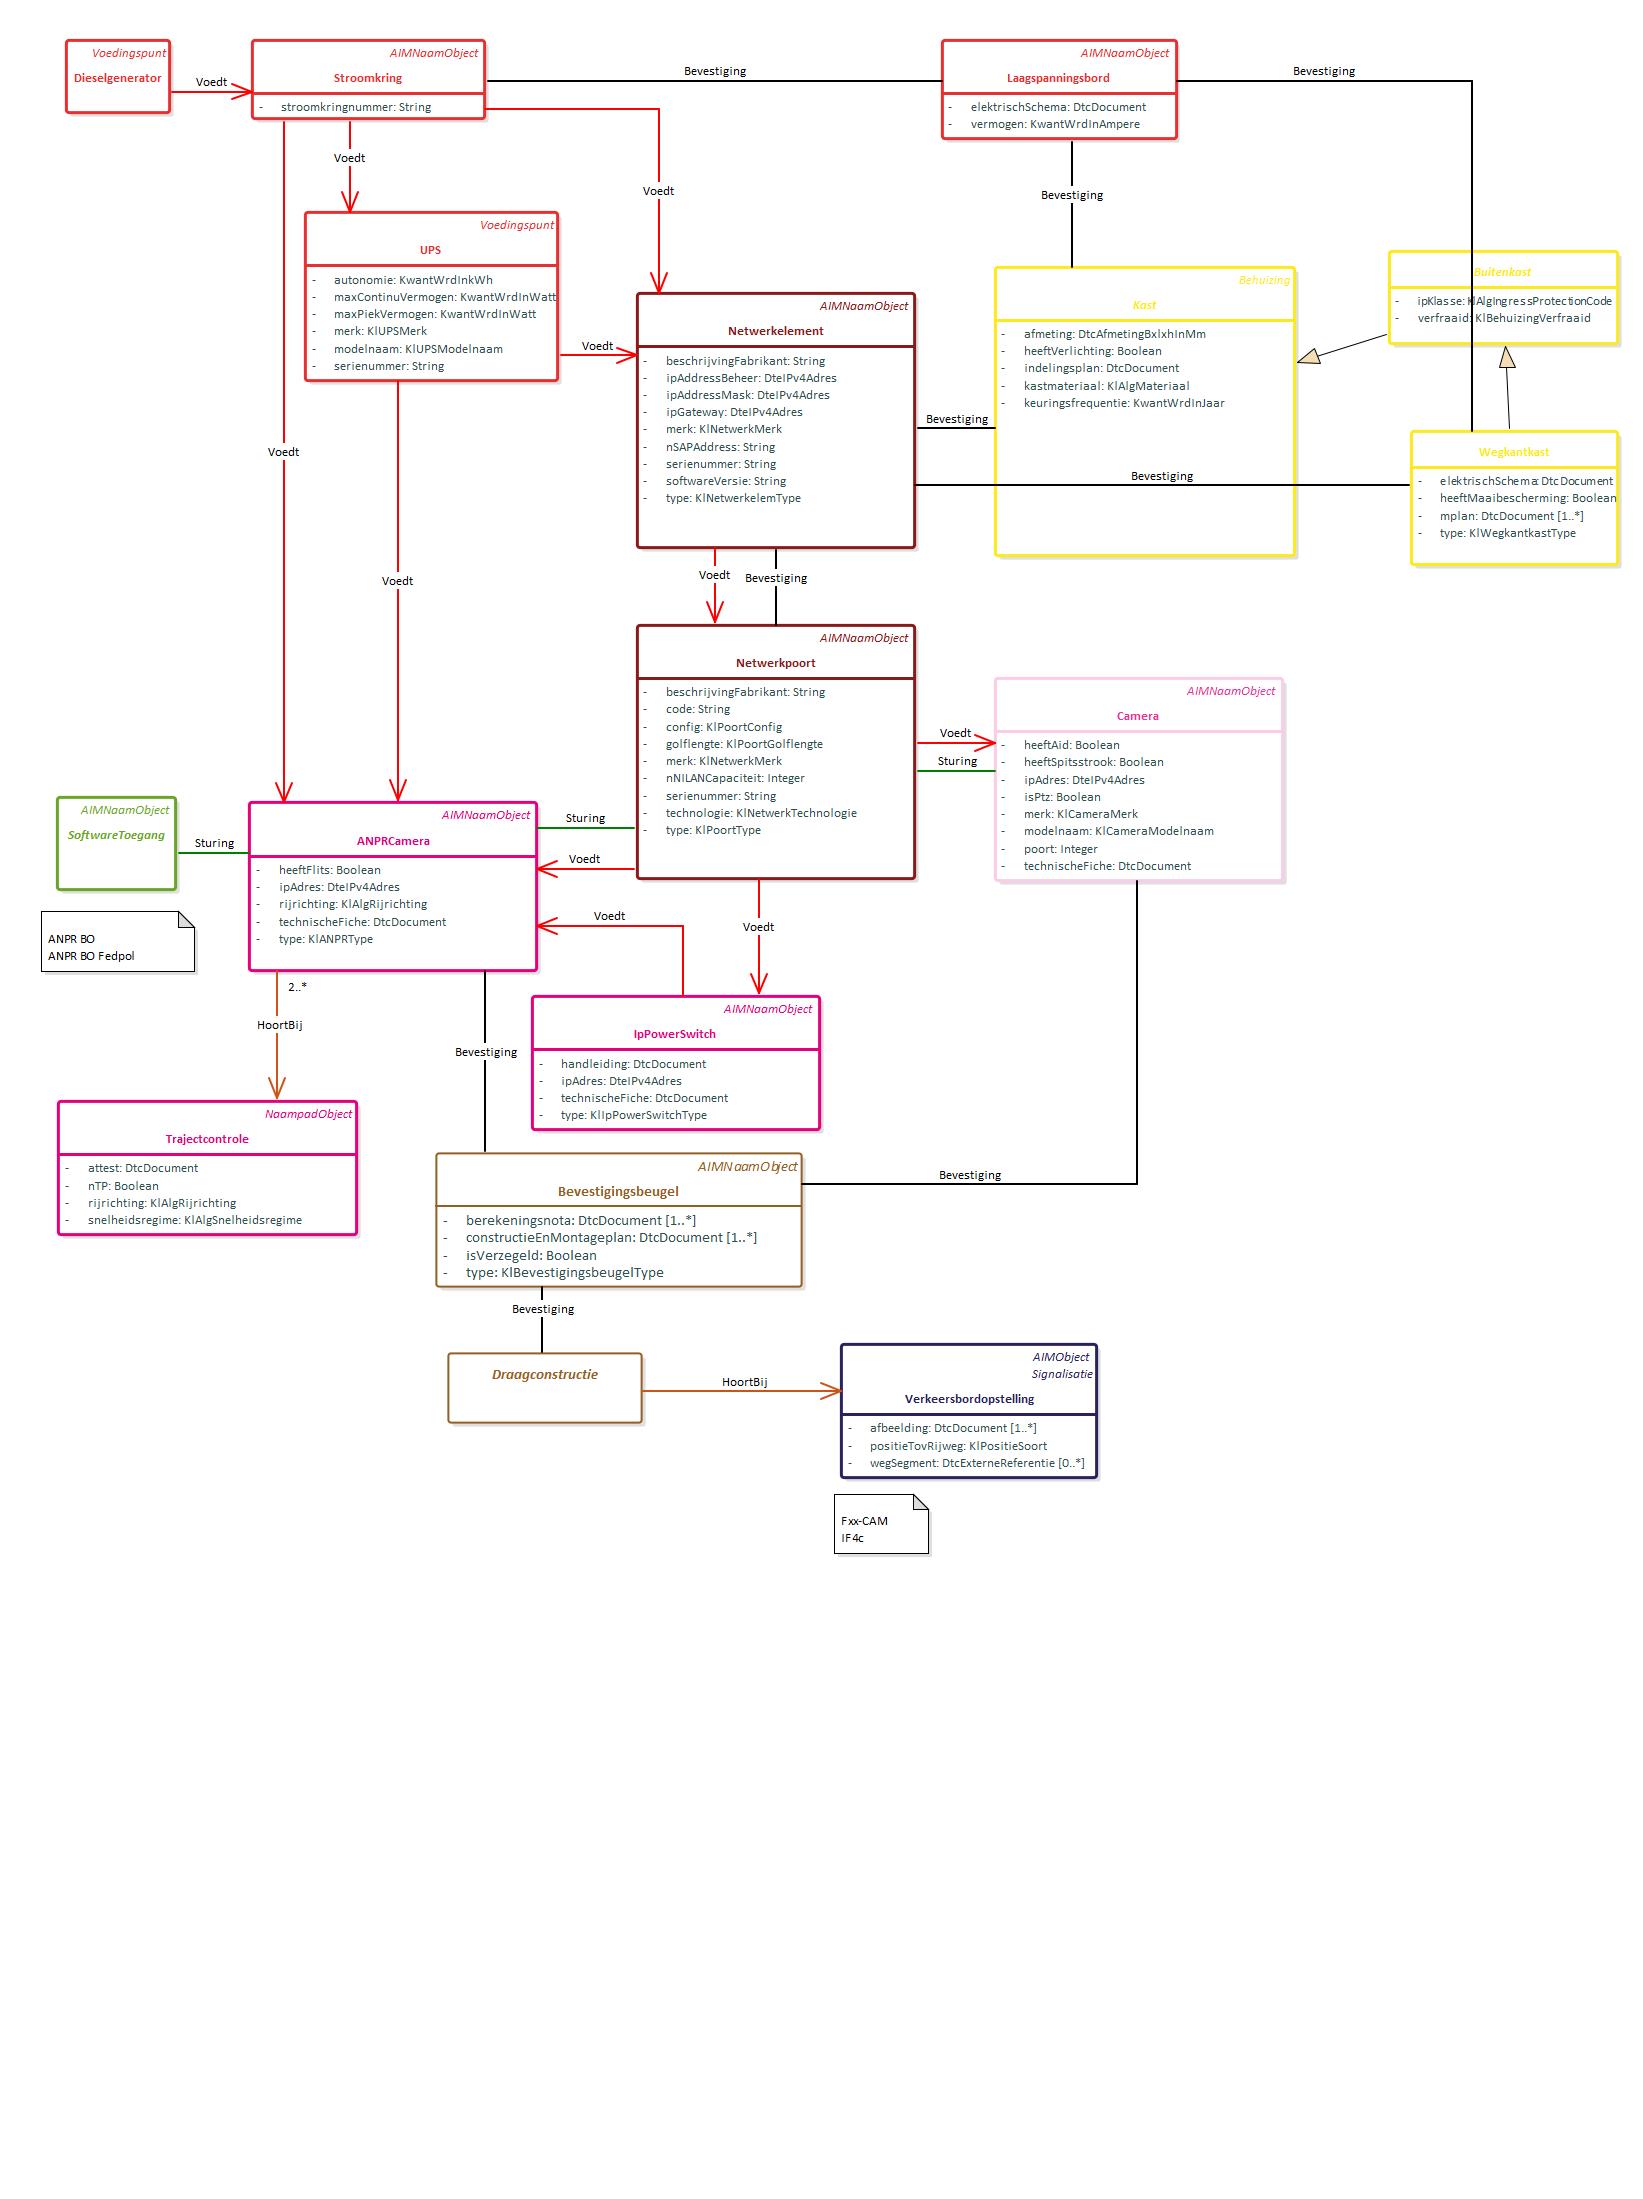 Voedingspunt
Dieselgenerator
Voedt
AIMNaamObject
Stroomkring
- stroomkringnummer: String
Bevestiging
AIMNaamObject
Laagspanningsbord
- elektrischSchema: DtcDocument
- vermogen: KwantWrdInAmpere
Bevestiging
Voedt
Voedt
Bevestiging
Voedingspunt
UPS
- autonomie: KwantWrdInkWh
- maxContinuVermogen: KwantWrdInWatt
- maxPiekVermogen: KwantWrdInWatt
- merk: KlUPSMerk
- modelnaam: KlUPSModelnaam
- serienummer: String
Voedt
AIMNaamObject
Netwerkelement
- beschrijvingFabrikant: String
- ipAddressBeheer: DteIPv4Adres
- ipAddressMask: DteIPv4Adres
- ipGateway: DteIPv4Adres
- merk: KlNetwerkMerk
- nSAPAddress: String
- serienummer: String
- softwareVersie: String
- type: KlNetwerkelemType
Behuizing
Kast
- afmeting: DtcAfmetingBxlxhInMm
- heeftVerlichting: Boolean
- indelingsplan: DtcDocument
- kastmateriaal: KlAlgMateriaal
- keuringsfrequentie: KwantWrdInJaar
Buitenkast
- ipKlasse: KlAlgIngressProtectionCode
- verfraaid: KlBehuizingVerfraaid
Bevestiging
Bevestiging
Wegkantkast
- elektrischSchema: DtcDocument
- heeftMaaibescherming: Boolean
- mplan: DtcDocument [1..*]
- type: KlWegkantkastType
Voedt
Voedt
Voedt
Bevestiging
AIMNaamObject
Netwerkpoort
- beschrijvingFabrikant: String
- code: String
- config: KlPoortConfig
- golflengte: KlPoortGolflengte
- merk: KlNetwerkMerk
- nNILANCapaciteit: Integer
- serienummer: String
- technologie: KlNetwerkTechnologie
- type: KlPoortType
Voedt
Sturing
AIMNaamObject
Camera
- heeftAid: Boolean
- heeftSpitsstrook: Boolean
- ipAdres: DteIPv4Adres
- isPtz: Boolean
- merk: KlCameraMerk
- modelnaam: KlCameraModelnaam
- poort: Integer
- technischeFiche: DtcDocument
AIMNaamObject
SoftwareToegang
Sturing
AIMNaamObject
ANPRCamera
- heeftFlits: Boolean
- ipAdres: DteIPv4Adres
- rijrichting: KlAlgRijrichting
- technischeFiche: DtcDocument
- type: KlANPRType
Sturing
Voedt
Voedt
Voedt
ANPR BO
ANPR BO Fedpol
2..*
HoortBij
Bevestiging
AIMNaamObject
IpPowerSwitch
- handleiding: DtcDocument
- ipAdres: DteIPv4Adres
- technischeFiche: DtcDocument
- type: KlIpPowerSwitchType
NaampadObject
Trajectcontrole
- attest: DtcDocument
- nTP: Boolean
- rijrichting: KlAlgRijrichting
- snelheidsregime: KlAlgSnelheidsregime
AIMNaamObject
Bevestigingsbeugel
- berekeningsnota: DtcDocument [1..*]
- constructieEnMontageplan: DtcDocument [1..*]
- isVerzegeld: Boolean
- type: KlBevestigingsbeugelType
Bevestiging
Bevestiging
Draagconstructie
HoortBij
AIMObject
Signalisatie
Verkeersbordopstelling
- afbeelding: DtcDocument [1..*]
- positieTovRijweg: KlPositieSoort
- wegSegment: DtcExterneReferentie [0..*]
Fxx-CAM
IF4c